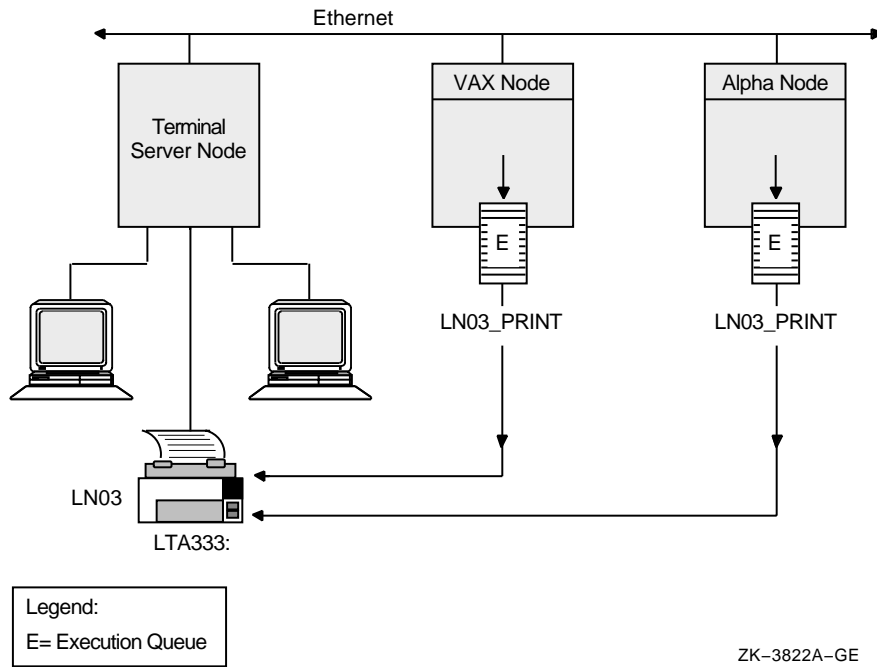 Ethernet
Terminal
Server Node
VAX Node
Alpha Node
E
E
LN03_PRINT
LN03_PRINT
LN03
LTA333:
Legend:
E= Execution Queue
ZK−3822A−GE